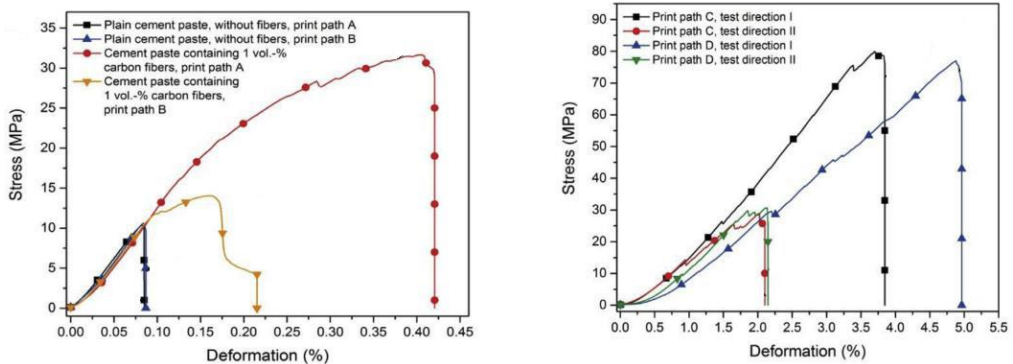 35
30
25
20
15
10
5
0
Stress (MPa)
Plain cement paste, without fibers, print path A
Plain cement paste, without fibers, print path B
Cement paste containing 1 vol.-%
carbon fibers, print path A
Cement paste containing
1 vol.-% carbon fibers,
print path B
0.00 0.05 0.10 0.15 0.20 0.25 0.30 0.35 0.40 0.45
Deformation (%)
90
80
70
60
50
40
30
20
10
0
Stress (MPa)
Print path C, test direction I
Print path C, test direction II
Print path D, test direction I
Print path D, test direction II
0.0 0.5 1.0 1.5 2.0 2.5 3.0 3.5 4.0 4.5 5.0 5.5
Deformation (%)